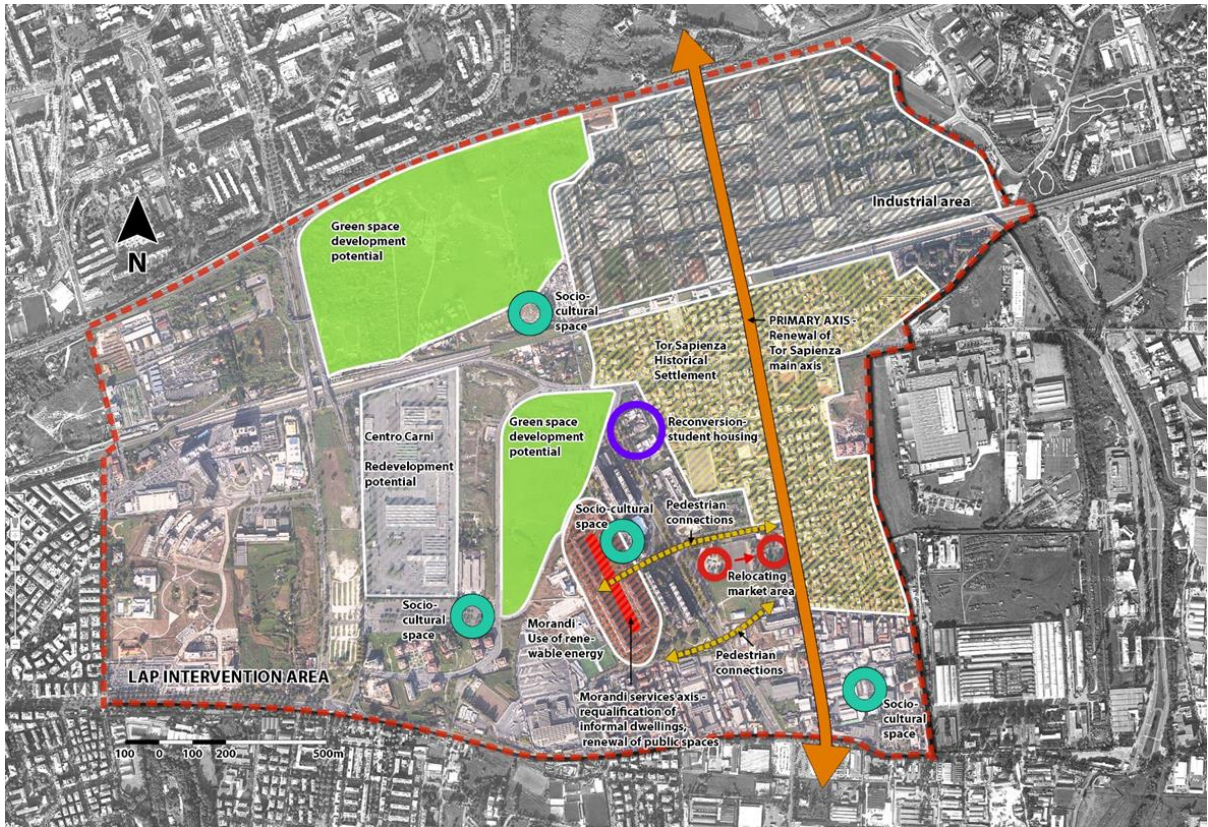 Industrial area
Green space
development
potential
N
Socio-
cultural
space
PRIMARY AXIS -
Renewal of
Tor Sapienza
main axis
Tor Sapienza
Historical
Settlement
Centro Carni
Redevelopment
potential
Green space
development
potential
Reconversion-
student housing
Socio-cultural
space
Pedestrian
connections
Relocating
market area
Socio-
cultural
space
Morandi -
Use of rene-
wable energy
Pedestrian
connections
LAP INTERVENTION AREA
Morandi services axis -
requalification of
informal dwellings,
renewal of public spaces
Socio-
cultural
space
100 0 100 200 500m